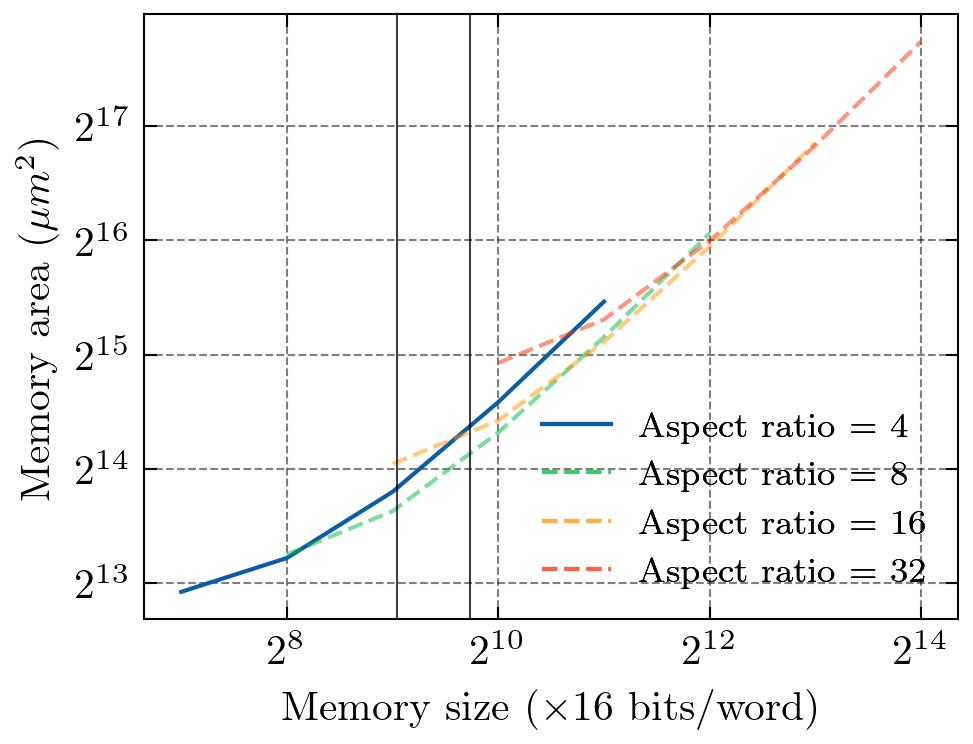 2^17
2^16
2^15
2^14
2^13
Memory area (μm^2)
Aspect ratio = 4
Aspect ratio = 8
Aspect ratio = 16
Aspect ratio = 32
2^8 2^10 2^12 2^14
Memory size (×16 bits/word)